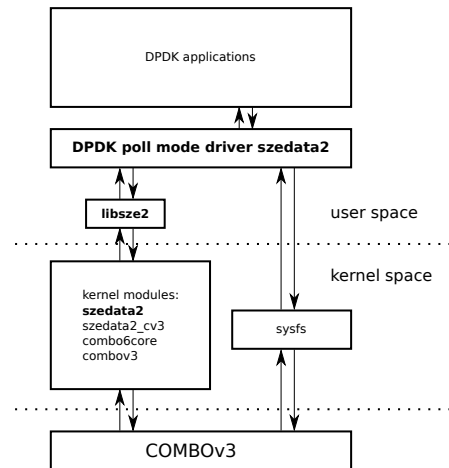 DPDK applications
DPDK poll mode driver szedata2
libsze2
user space
kernel space
kernel modules:
szedata2
szedata2_cv3
combo6core
combov3
sysfs
COMBOv3